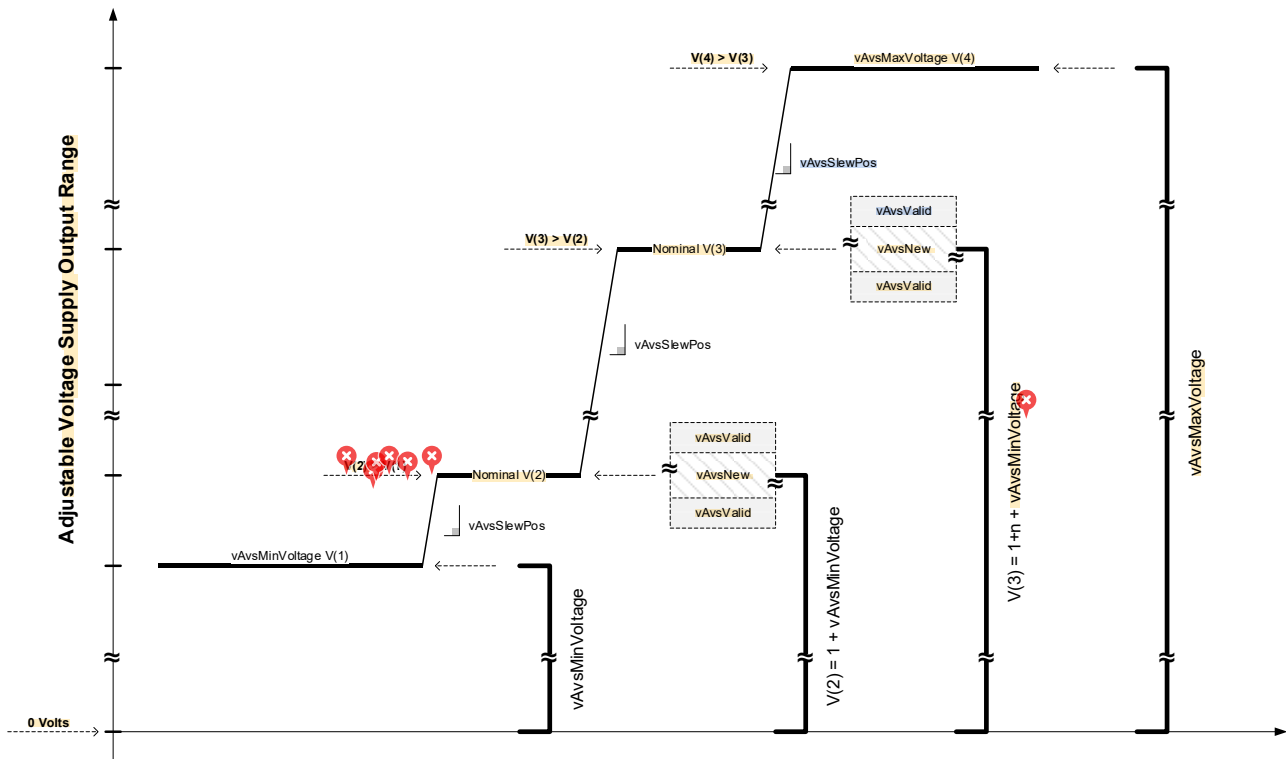 V(4) > V(3)
vAvsMaxVoltage V(4)
vAvsSlewPos
Adjustable Voltage Supply Output Range
vAvsValid
V(3) > V(2)
Nominal V(3)
vAvsNew
vAvsValid
vAvsSlewPos
vAvsMaxVoltage
V(3) = 1+n + vAvsMinVoltage
vAvsValid
Nominal V(2)
vAvsNew
vAvsValid
vAvsSlewPos
V(2) = 1 + vAvsMinVoltage
vAvsMinVoltage V(1)
vAvsMinVoltage
0 Volts